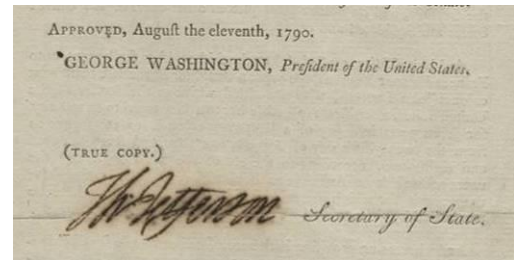 APPROVED, Auguſt the eleventh, 1790.
GEORGE WASHINGTON, Preſident of the United States.
(TRUE COPY.)
Th: Jefferson Secretary of State.